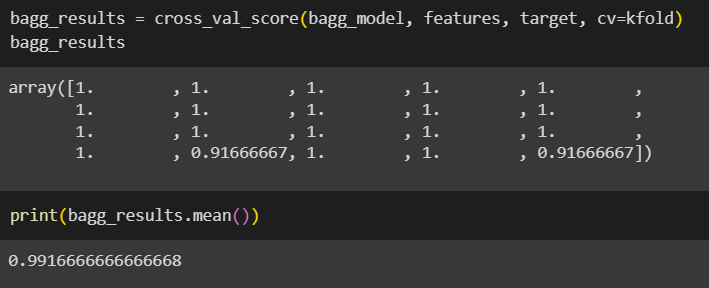 bagg_results = cross_val_score(bagg_model, features, target, cv=kfold)
bagg_results
array([1.        , 1.        , 1.        , 1.        , 1.        ,
       1.        , 1.        , 1.        , 1.        , 1.        ,
       1.        , 1.        , 1.        , 1.        , 1.        ,
       1.        , 0.91666667, 1.        , 1.        , 0.91666667])
print(bagg_results.mean())
0.9916666666666668